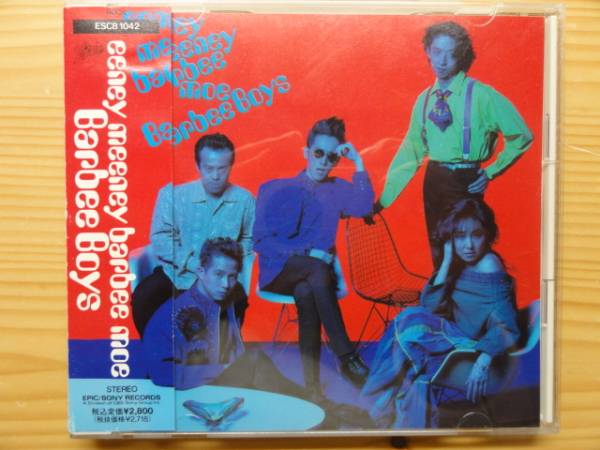 ESCB 1042
eeney meeney barbee moe
Barbee Boys
STEREO
EPIC/SONY RECORDS
税込定価¥2,800
(税抜価格¥2,718)
meeney
barbee
moe
Barbee Boys